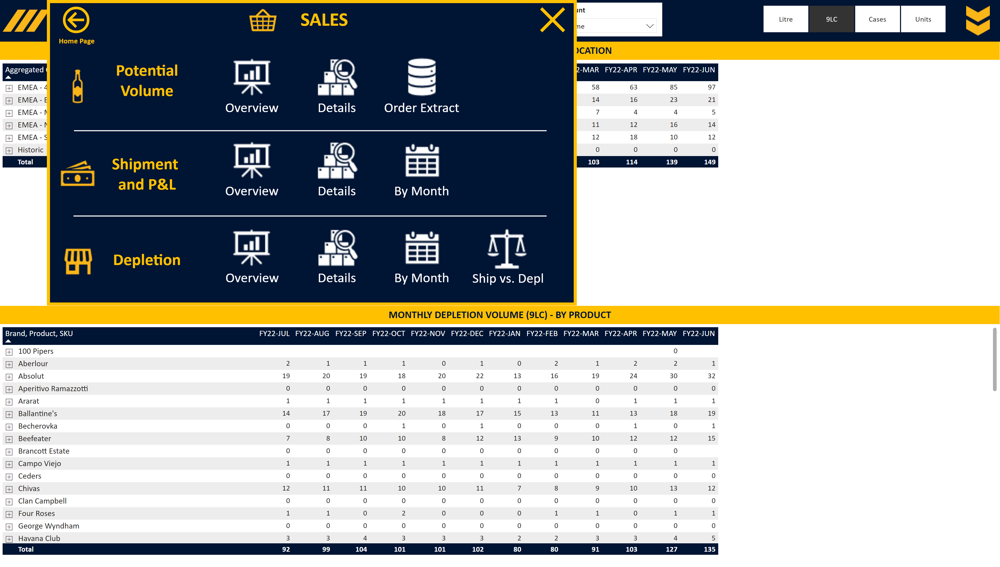 SALES
Home Page
Litre
9LC
Cases
Units
Potential
Volume
Overview
Details
Order Extract
Shipment
and P&L
Overview
Details
By Month
Depletion
Overview
Details
By Month
Ship vs. Depl
Aggregated
FY22-APR FY22-MAY FY22-JUN
EMEA - 58 63 85 97
EMEA - 14 16 23 21
EMEA - 7 4 4 5
EMEA - 11 12 16 14
EMEA - 12 18 10 12
Historic 0 0 0 0
Total 103 114 139 149
MONTHLY DEPLETION VOLUME (9LC) - BY PRODUCT
Brand, Product, SKU FY22-JUL FY22-AUG FY22-SEP FY22-OCT FY22-NOV FY22-DEC FY22-JAN FY22-FEB FY22-MAR FY22-APR FY22-MAY FY22-JUN
100 Pipers 0
Aberlour 2 1 1 1 0 1 0 2 1 2 2 1
Absolut 19 20 19 18 20 22 13 16 19 24 30 32
Aperitivo Ramazzotti 0 0 0 0 0 0 0 0 0 0 0 0
Ararat 1 1 1 1 1 1 1 1 0 1 1 1
Ballantine's 14 17 19 20 18 17 15 13 11 13 18 19
Becherovka 0 0 0 1 0 1 0 0 0 1 0 1
Beefeater 7 8 10 10 8 12 13 9 10 12 12 15
Brancott Estate 0 0 0 0 0 0 0 0 0 0 0
Campo Viejo 1 1 1 1 1 1 1 1 1 1 1 1
Ceders 0 0 0 0 0 0 0 0 0 0 0 0
Chivas 12 11 11 10 10 11 7 8 9 10 13 12
Clan Campbell 0 0 0 0 0 0 0 0 0 0 0 0
Four Roses 1 1 0 2 0 0 0 1 1 0 1 1
George Wyndham 0 0 0 0 0 0 0 0 0 0 0 0
Havana Club 3 3 4 3 3 3 2 2 3 3 4 5
Total 92 99 104 101 101 102 80 80 91 103 127 135